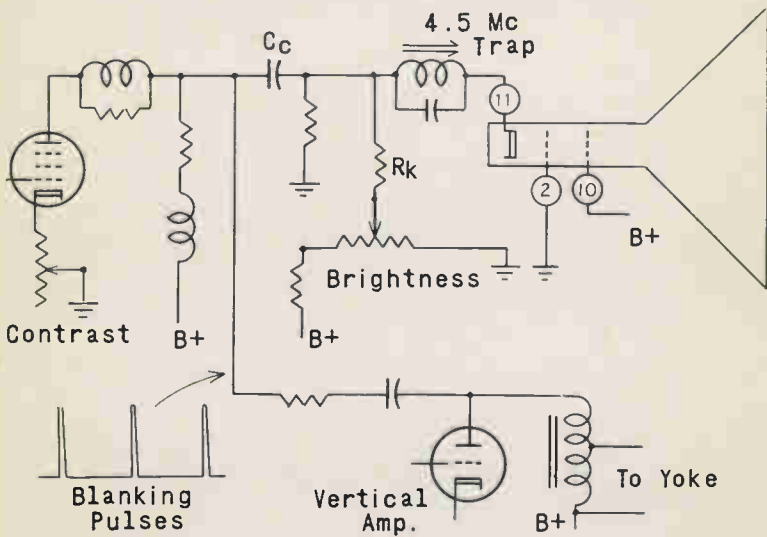 4.5 Mc
Trap
Cc
11
Rk
2
10
B+
Brightness
Contrast
B+
B+
Blanking
Pulses
Vertical
Amp.
To Yoke
B+